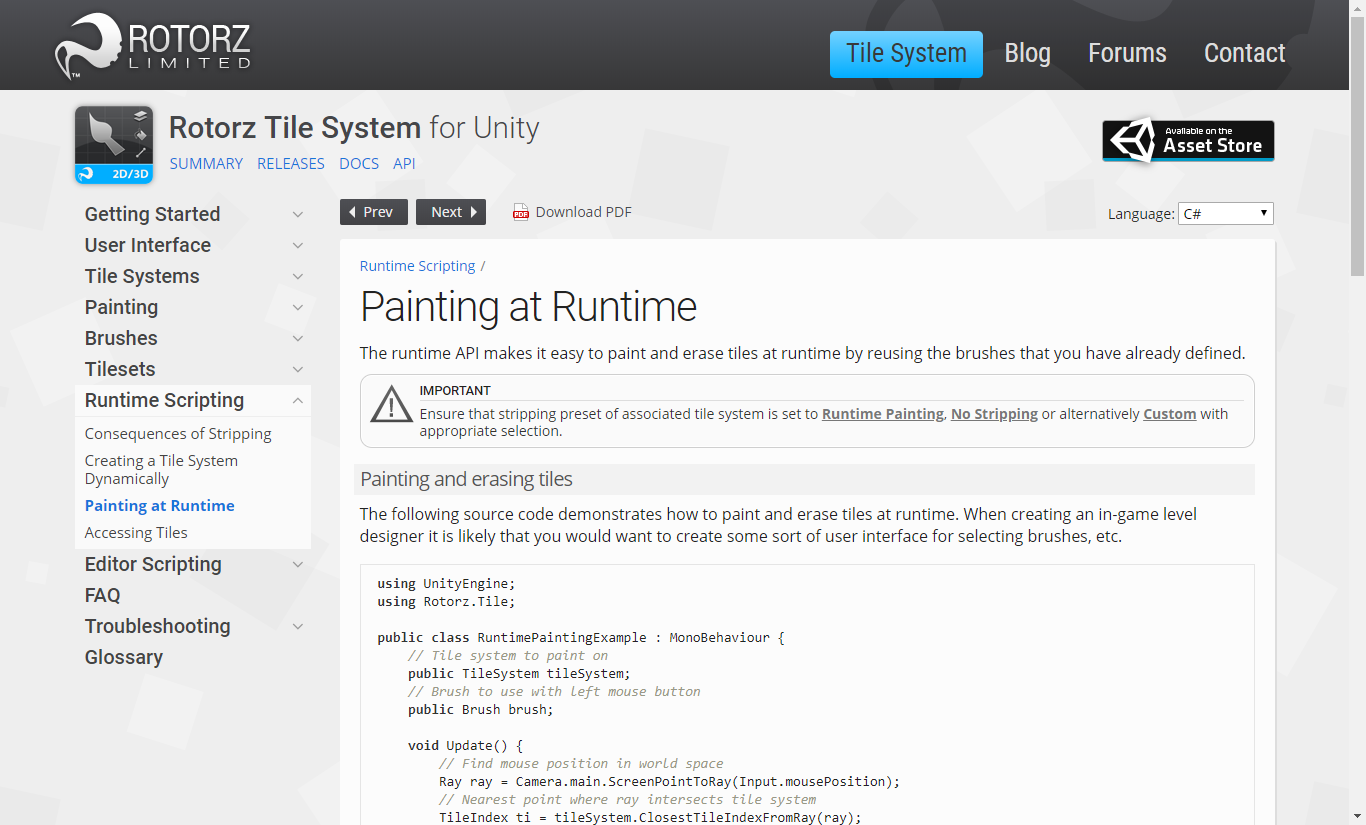 ROTORZ
LIMITED
™
Tile System
Blog
Forums
Contact
2D/3D
Rotorz Tile System for Unity
SUMMARY RELEASES DOCS API
Available on the
Asset Store
Getting Started
User Interface
Tile Systems
Painting
Brushes
Tilesets
Runtime Scripting
Consequences of Stripping
Creating a Tile System
Dynamically
Painting at Runtime
Accessing Tiles
Editor Scripting
FAQ
Troubleshooting
Glossary
Prev
Next
PDF
Download PDF
Language: C#
Runtime Scripting /
Painting at Runtime
The runtime API makes it easy to paint and erase tiles at runtime by reusing the brushes that you have already defined.
IMPORTANT
Ensure that stripping preset of associated tile system is set to Runtime Painting, No Stripping or alternatively Custom with
appropriate selection.
Painting and erasing tiles
The following source code demonstrates how to paint and erase tiles at runtime. When creating an in-game level
designer it is likely that you would want to create some sort of user interface for selecting brushes, etc.
using UnityEngine;
using Rotorz.Tile;
public class RuntimePaintingExample : MonoBehaviour {
// Tile system to paint on
public TileSystem tileSystem;
// Brush to use with left mouse button
public Brush brush;
void Update() {
// Find mouse position in world space
Ray ray = Camera.main.ScreenPointToRay(Input.mousePosition);
// Nearest point where ray intersects tile system
TileIndex ti = tileSystem.ClosestTileIndexFromRay(ray);